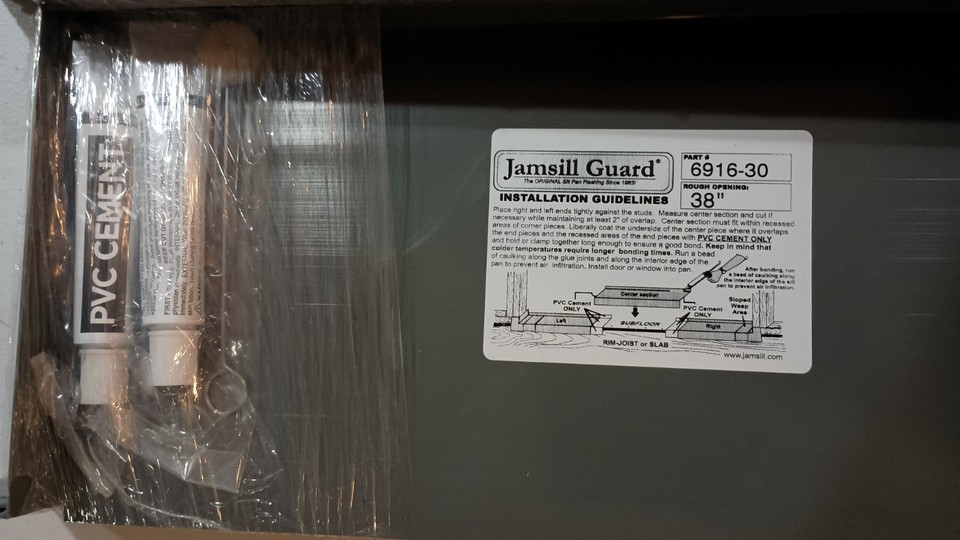 PVC CEMENT
Jamsill Guard®
The ORIGINAL Sill Pan Flashing Since 1983!
PART #
6916-30
ROUGH OPENING:
38"
INSTALLATION GUIDELINES
Place right and left ends tightly against the studs. Measure center section and cut if
necessary while maintaining at least 2" of overlap. Center section must fit within recessed
areas of corner pieces. Liberally coat the underside of the center piece where it overlaps
the end pieces and the recessed areas of the end pieces with PVC CEMENT ONLY
and hold or clamp together long enough to ensure a good bond. Keep in mind that
colder temperatures require longer bonding times. Run a bead
of caulking along the glue joints and along the interior edge of the
pan to prevent air infiltration. Install door or window into pan.
After bonding, run
a bead of caulking along
the interior edge of the sill
pan to prevent air infiltration.
Center section
PVC Cement
ONLY
PVC Cement
ONLY
Sloped
Weep
Area
Left
SUBFLOOR
Right
RIM-JOIST or SLAB
www.jamsill.com